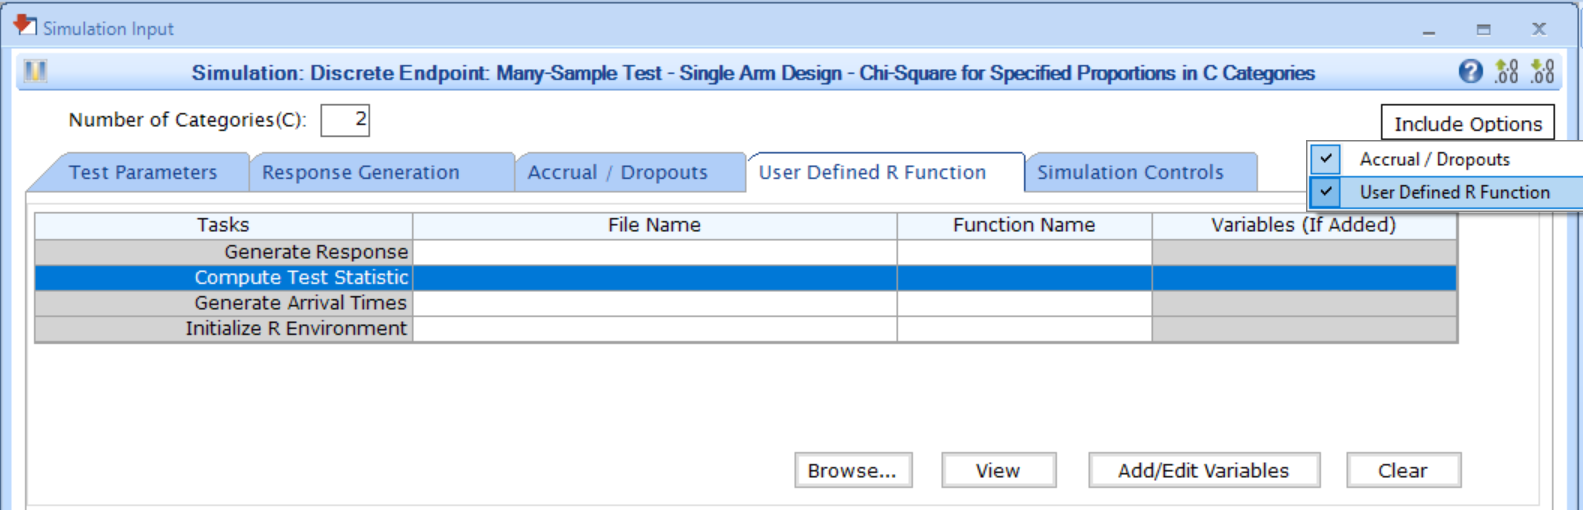 Simulation Input
Simulation: Discrete Endpoint: Many-Sample Test - Single Arm Design - Chi-Square for Specified Proportions in C Categories
Number of Categories(C): 2
Include Options
Accrual / Dropouts
User Defined R Function
Test Parameters Response Generation Accrual / Dropouts User Defined R Function Simulation Controls
Tasks File Name Function Name Variables (If Added)
Generate Response
Compute Test Statistic
Generate Arrival Times
Initialize R Environment
Browse... View Add/Edit Variables Clear